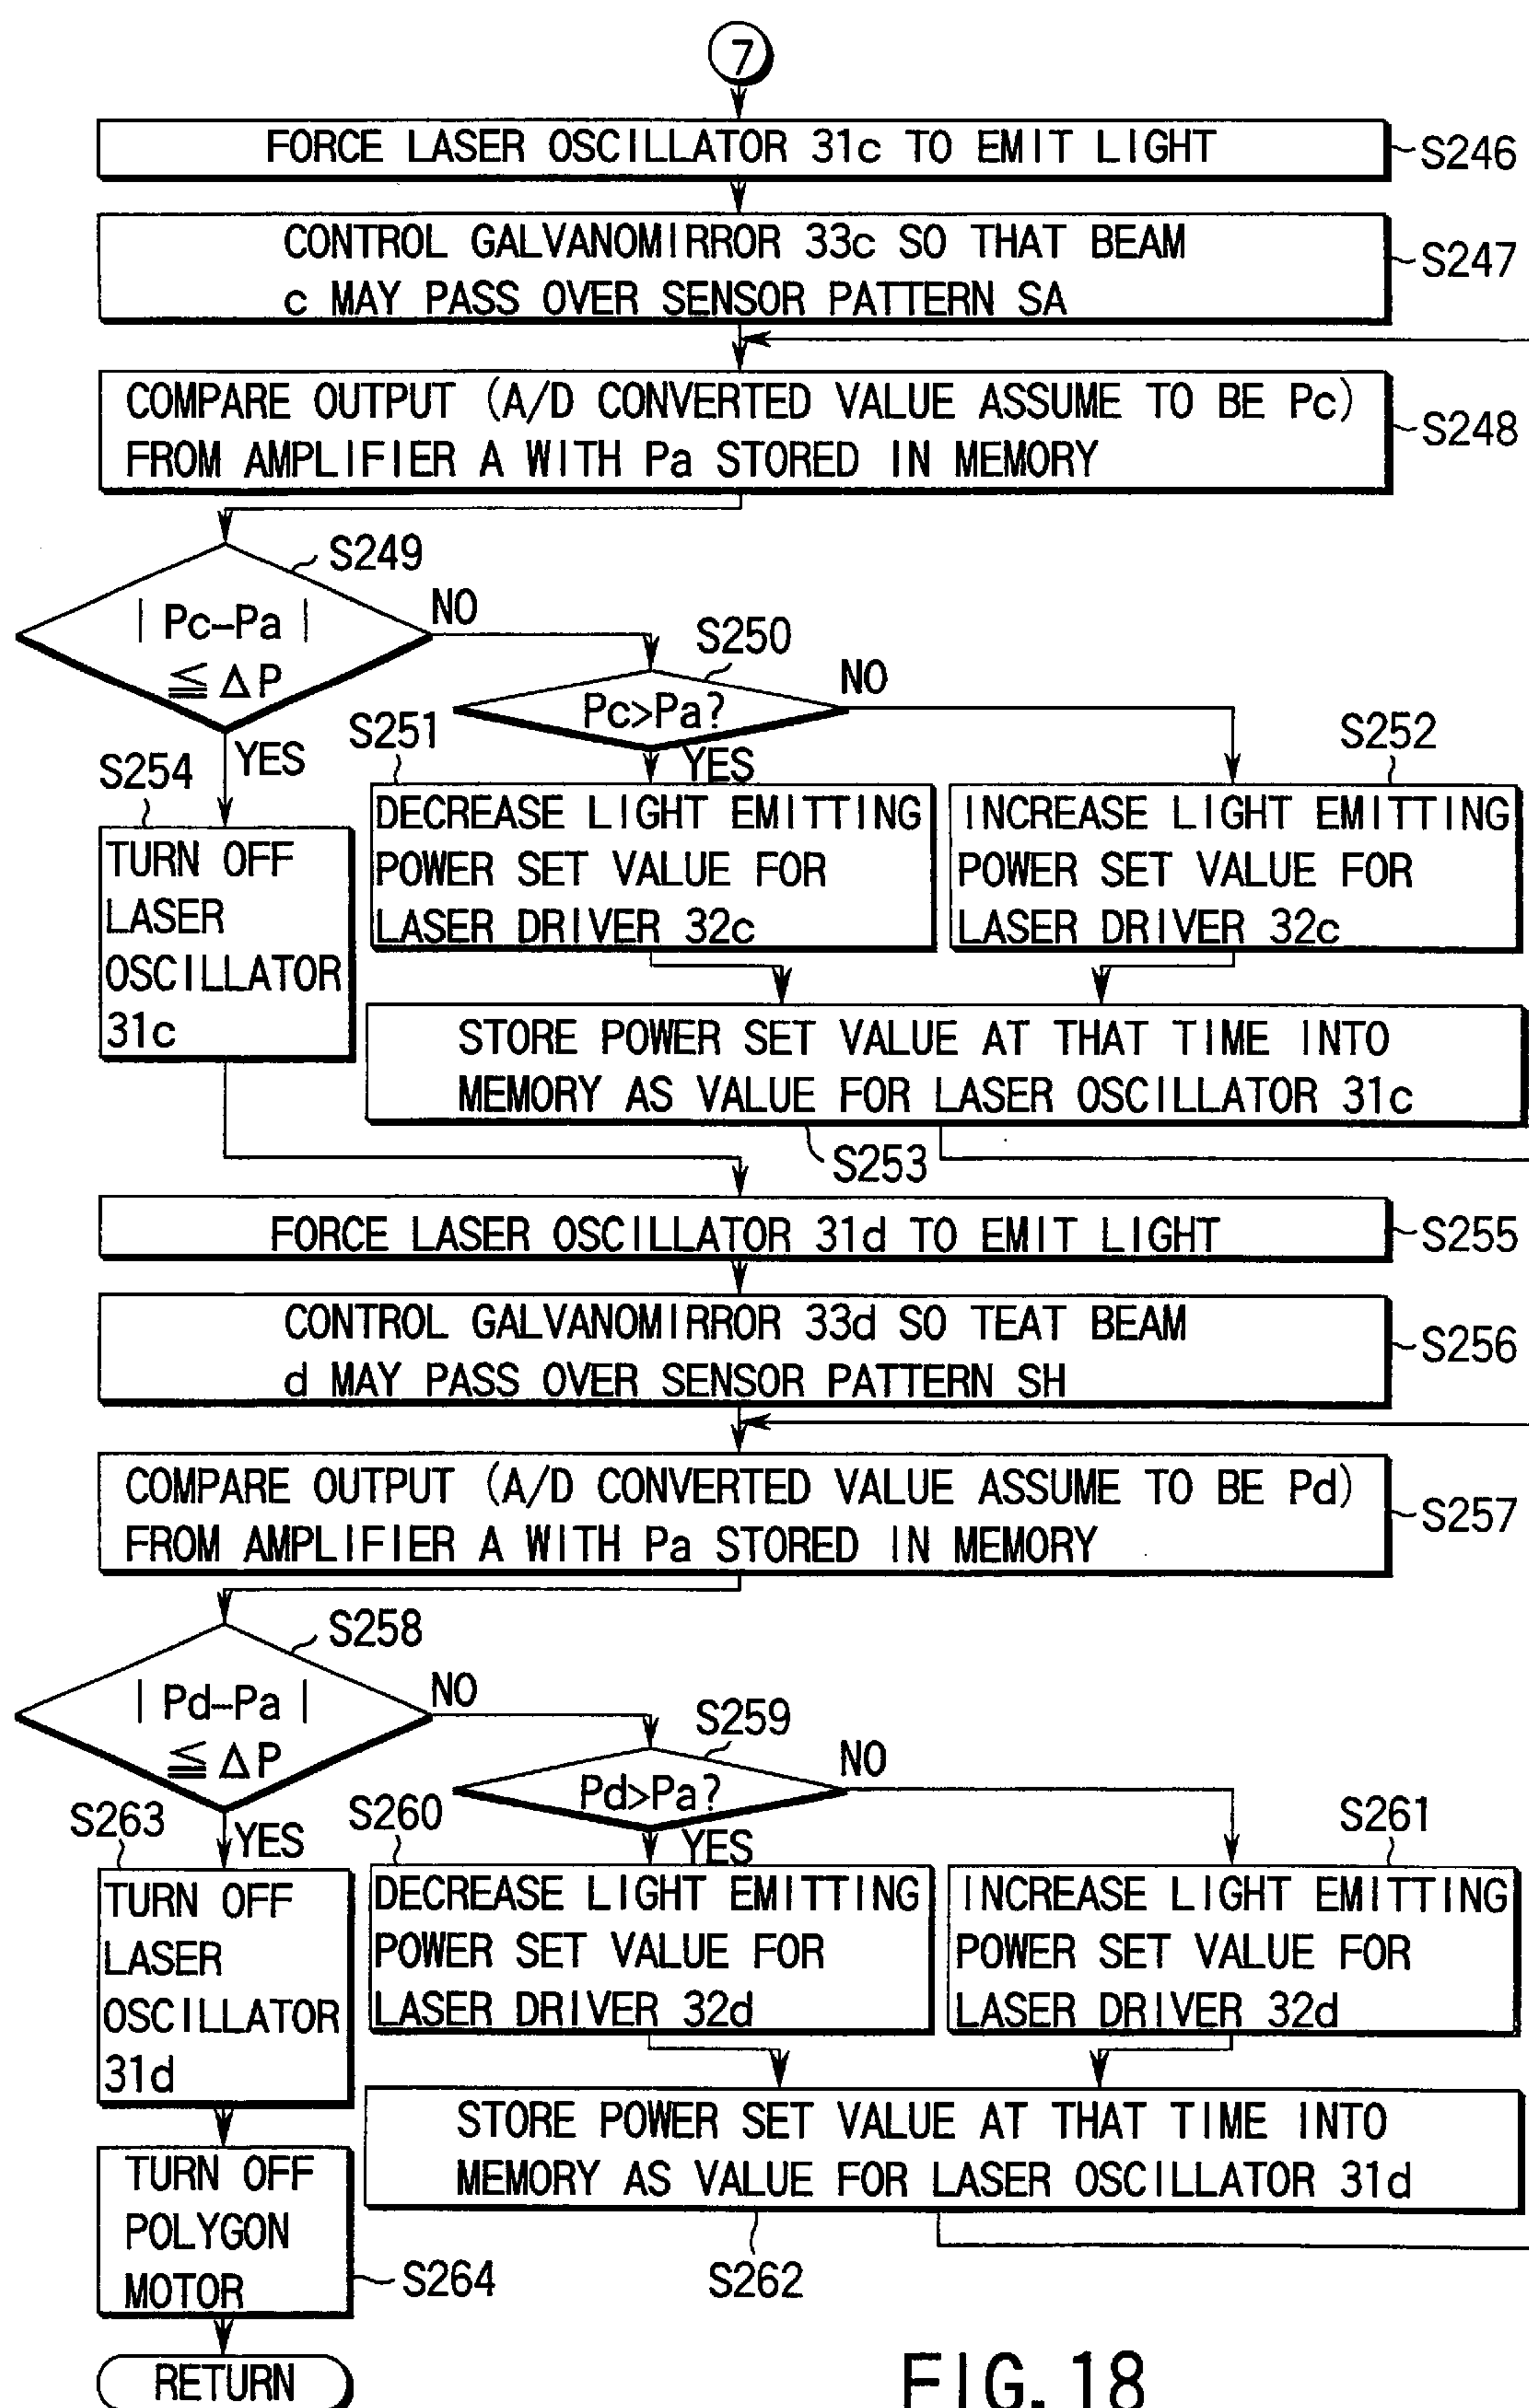 7
FORCE LASER OSCILLATOR 31c TO EMIT LIGHT
S246
CONTROL GALVANOMIRROR 33c SO THAT BEAM
c MAY PASS OVER SENSOR PATTERN SA
S247
COMPARE OUTPUT (A/D CONVERTED VALUE ASSUME TO BE Pc)
FROM AMPLIFIER A WITH Pa STORED IN MEMORY
S248
S249
| Pc-Pa |
≦ ΔP
NO
YES
S250
Pc>Pa?
NO
YES
S251
DECREASE LIGHT EMITTING
POWER SET VALUE FOR
LASER DRIVER 32c
S252
INCREASE LIGHT EMITTING
POWER SET VALUE FOR
LASER DRIVER 32c
S254
TURN OFF
LASER
OSCILLATOR
31c
STORE POWER SET VALUE AT THAT TIME INTO
MEMORY AS VALUE FOR LASER OSCILLATOR 31c
S253
FORCE LASER OSCILLATOR 31d TO EMIT LIGHT
S255
CONTROL GALVANOMIRROR 33d SO TEAT BEAM
d MAY PASS OVER SENSOR PATTERN SH
S256
COMPARE OUTPUT (A/D CONVERTED VALUE ASSUME TO BE Pd)
FROM AMPLIFIER A WITH Pa STORED IN MEMORY
S257
S258
| Pd-Pa |
≦ ΔP
NO
YES
S259
Pd>Pa?
NO
YES
S260
DECREASE LIGHT EMITTING
POWER SET VALUE FOR
LASER DRIVER 32d
S261
INCREASE LIGHT EMITTING
POWER SET VALUE FOR
LASER DRIVER 32d
S263
TURN OFF
LASER
OSCILLATOR
31d
STORE POWER SET VALUE AT THAT TIME INTO
MEMORY AS VALUE FOR LASER OSCILLATOR 31d
S262
TURN OFF
POLYGON
MOTOR
S264
RETURN
FIG. 18